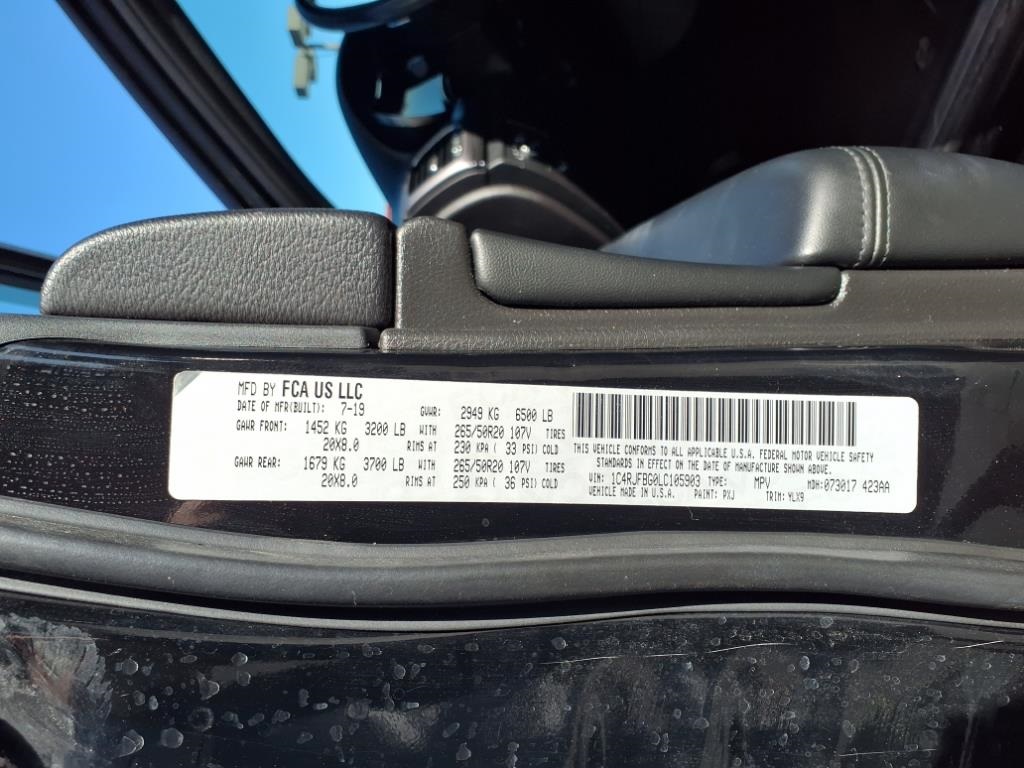 MFD BY FCA US LLC
DATE OF MFR(BUILT): 7-19 GVWR: 2949 KG 6500 LB
GAWR FRONT: 1452 KG 3200 LB WITH 265/50R20 107V TIRES
20X8.0 RIMS AT 230 KPA ( 33 PSI) COLD
GAWR REAR: 1679 KG 3700 LB WITH 265/50R20 107V TIRES
20X8.0 RIMS AT 250 KPA ( 36 PSI) COLD
THIS VEHICLE CONFORMS TO ALL APPLICABLE U.S.A. FEDERAL MOTOR VEHICLE SAFETY
STANDARDS IN EFFECT ON THE DATE OF MANUFACTURE SHOWN ABOVE.
VIN: 1C4RJFBG0LC105903 TYPE: MPV MDH:073017 423AA
VEHICLE MADE IN U.S.A. PAINT: PXJ TRIM: YLX9